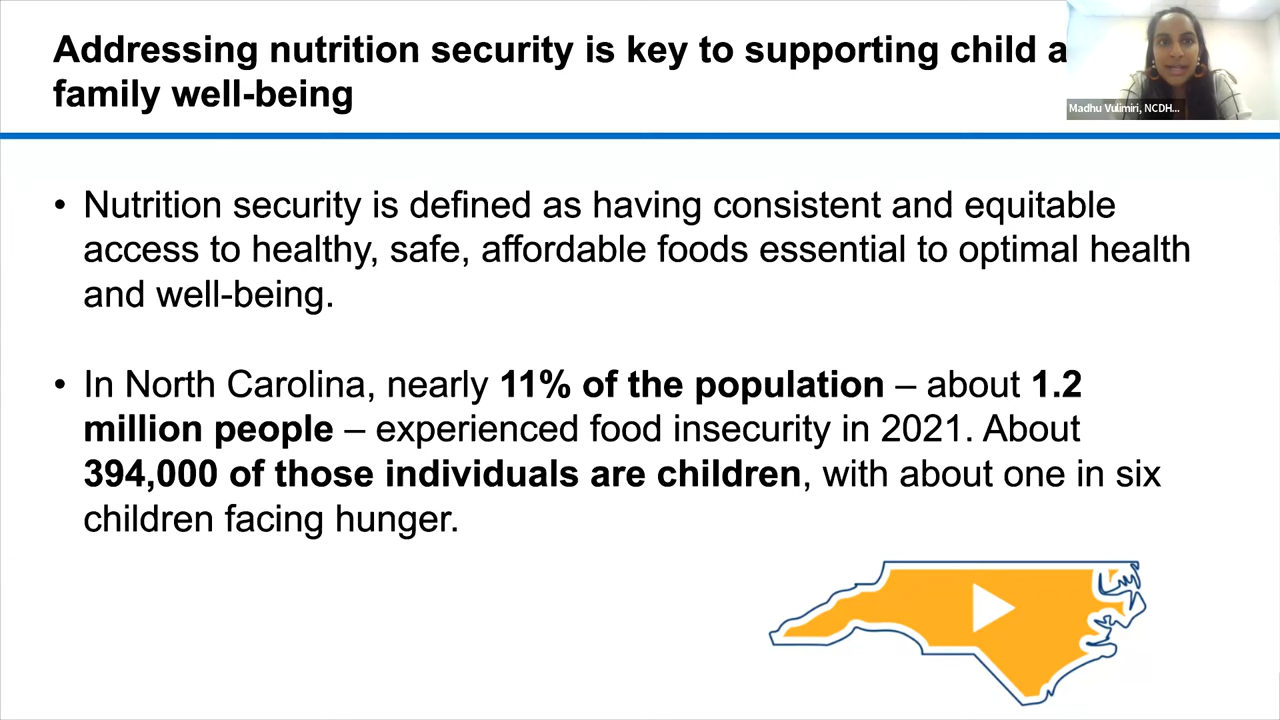 Addressing nutrition security is key to supporting child a
family well-being
Madhu Vulimiri, NCDH...
• Nutrition security is defined as having consistent and equitable
access to healthy, safe, affordable foods essential to optimal health
and well-being.
• In North Carolina, nearly 11% of the population – about 1.2
million people – experienced food insecurity in 2021. About
394,000 of those individuals are children, with about one in six
children facing hunger.